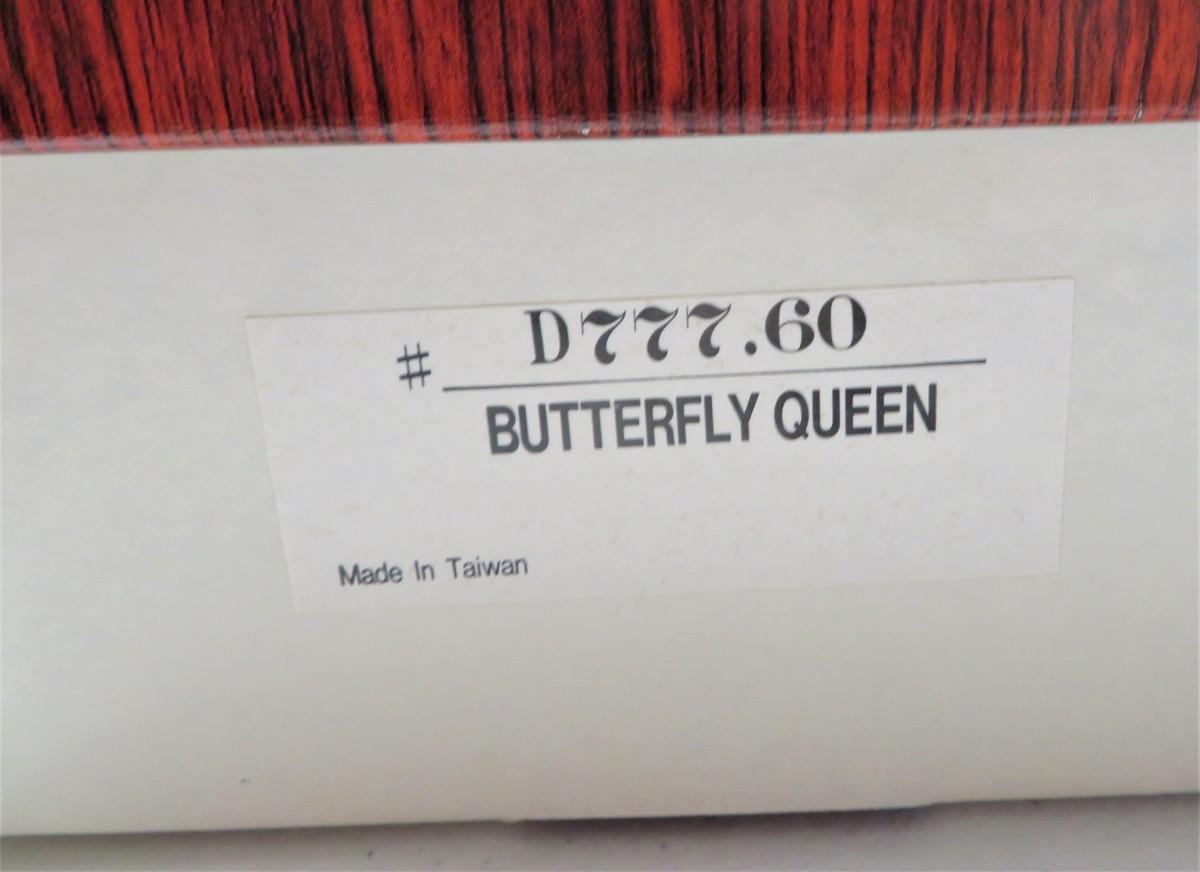 # D777.60
BUTTERFLY QUEEN
Made In Taiwan